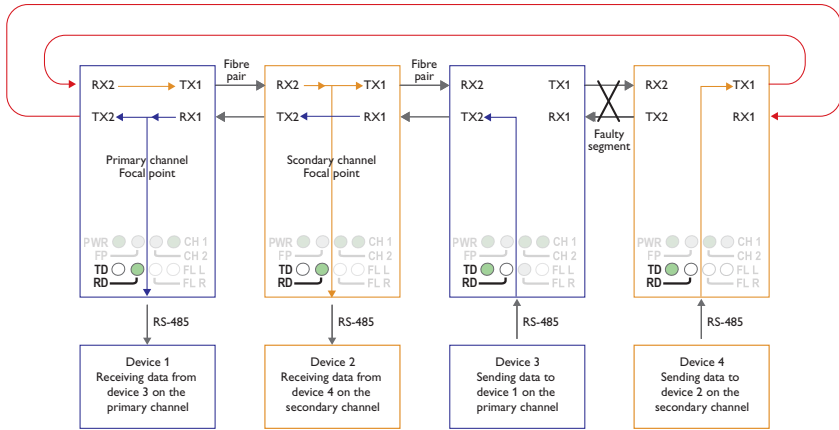 Fibre
pair
Fibre
pair
RX2
TX1
TX2
RX1
Primary channel
Focal point
PWR
CH 1
FP
CH 2
TD
FL L
RD
FL R
RX2
TX1
TX2
RX1
Scondary channel
Focal point
PWR
CH 1
FP
CH 2
TD
FL L
RD
FL R
RX2
TX1
TX2
RX1
PWR
CH 1
FP
CH 2
TD
FL L
RD
FL R
Faulty
segment
RX2
TX1
TX2
RX1
PWR
CH 1
FP
CH 2
TD
FL L
RD
FL R
RS-485
RS-485
RS-485
RS-485
Device 1
Receiving data from
device 3 on the
primary channel
Device 2
Receiving data from
device 4 on the
secondary channel
Device 3
Sending data to
device 1 on the
primary channel
Device 4
Sending data to
device 2 on the
secondary channel